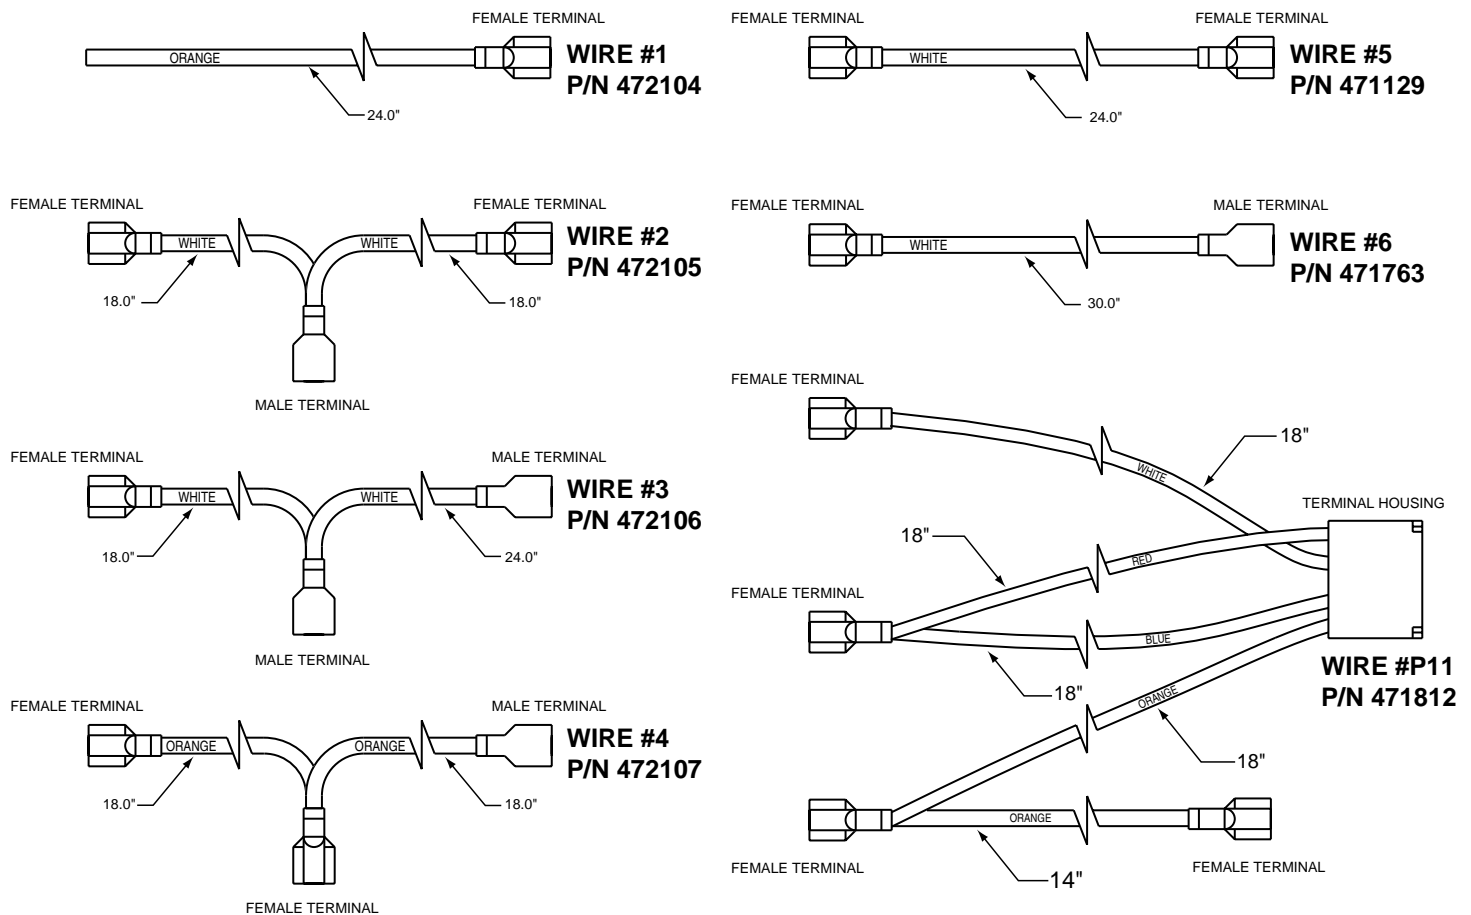 FEMALE TERMINAL
ORANGE
WIRE #1
P/N 472104
24.0"
FEMALE TERMINAL
FEMALE TERMINAL
WHITE
WHITE
WIRE #2
P/N 472105
18.0"
18.0"
MALE TERMINAL
FEMALE TERMINAL
MALE TERMINAL
WHITE
WHITE
WIRE #3
P/N 472106
18.0"
24.0"
MALE TERMINAL
FEMALE TERMINAL
MALE TERMINAL
ORANGE
ORANGE
WIRE #4
P/N 472107
18.0"
18.0"
FEMALE TERMINAL
FEMALE TERMINAL
FEMALE TERMINAL
WHITE
WIRE #5
P/N 471129
24.0"
FEMALE TERMINAL
MALE TERMINAL
WHITE
WIRE #6
P/N 471763
30.0"
FEMALE TERMINAL
18"
WHITE
TERMINAL HOUSING
18"
RED
FEMALE TERMINAL
BLUE
18"
WIRE #P11
P/N 471812
ORANGE
18"
ORANGE
FEMALE TERMINAL
FEMALE TERMINAL
14"